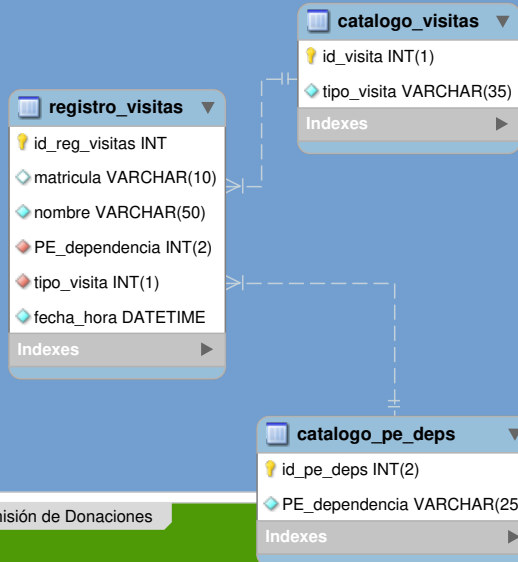 catalogo_visitas
id_visita INT(1)
tipo_visita VARCHAR(35)
Indexes
registro_visitas
id_reg_visitas INT
matricula VARCHAR(10)
nombre VARCHAR(50)
PE_dependencia INT(2)
tipo_visita INT(1)
fecha_hora DATETIME
Indexes
catalogo_pe_deps
id_pe_deps INT(2)
PE_dependencia VARCHAR(25
Indexes
de Donaciones